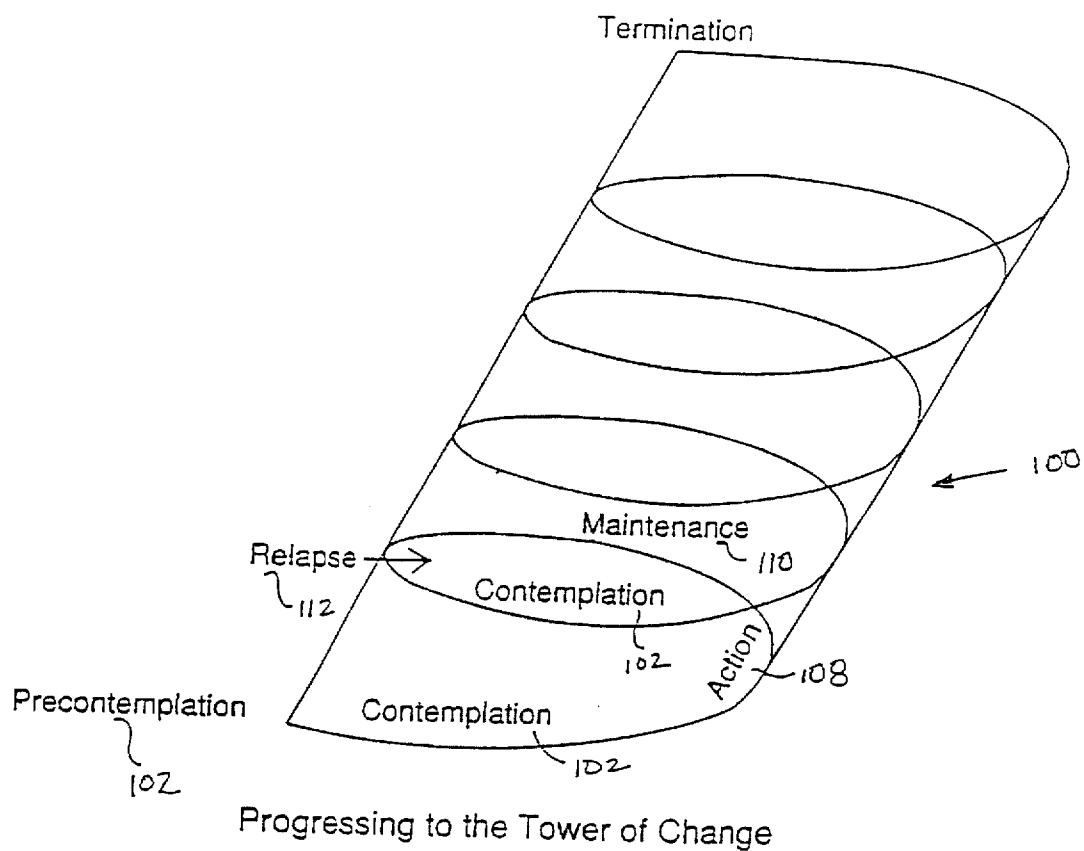 Termination
100
Maintenance
110
Relapse
112
Contemplation
102
Action
108
Precontemplation
102
Contemplation
102
Progressing to the Tower of Change